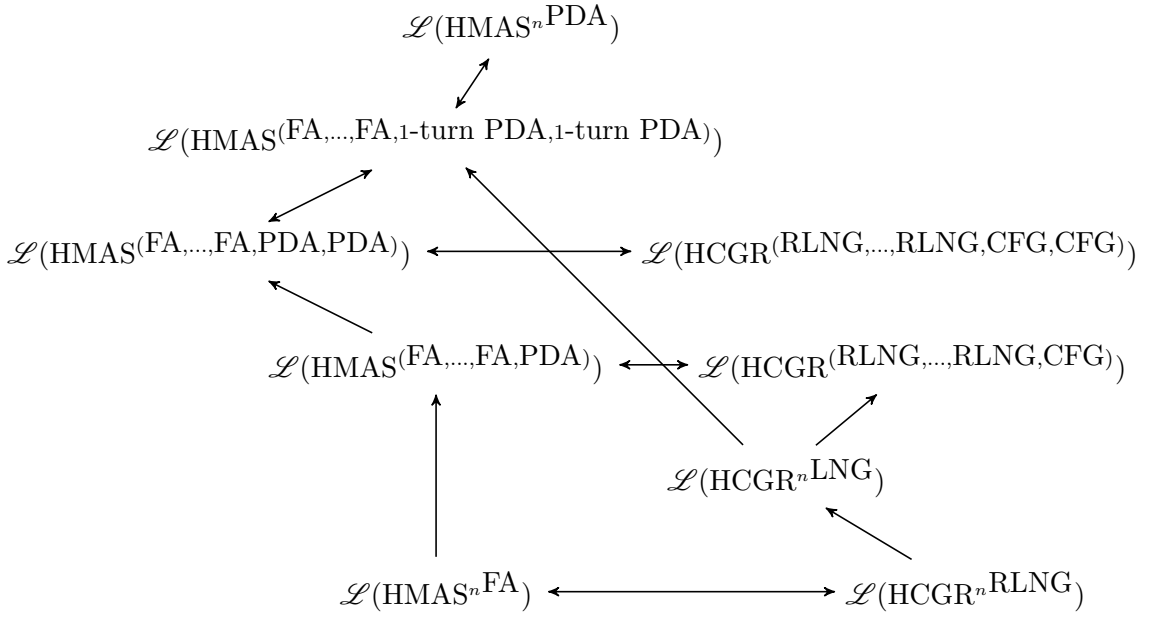 ℒ(HMASⁿPDA)
ℒ(HMAS(FA,...,FA,1-turn PDA,1-turn PDA))
ℒ(HMAS(FA,...,FA,PDA,PDA)) ℒ(HCGR(RLNG,...,RLNG,CFG,CFG))
ℒ(HMAS(FA,...,FA,PDA)) ℒ(HCGR(RLNG,...,RLNG,CFG))
ℒ(HCGRⁿLNG)
ℒ(HMASⁿFA) ℒ(HCGRⁿRLNG)